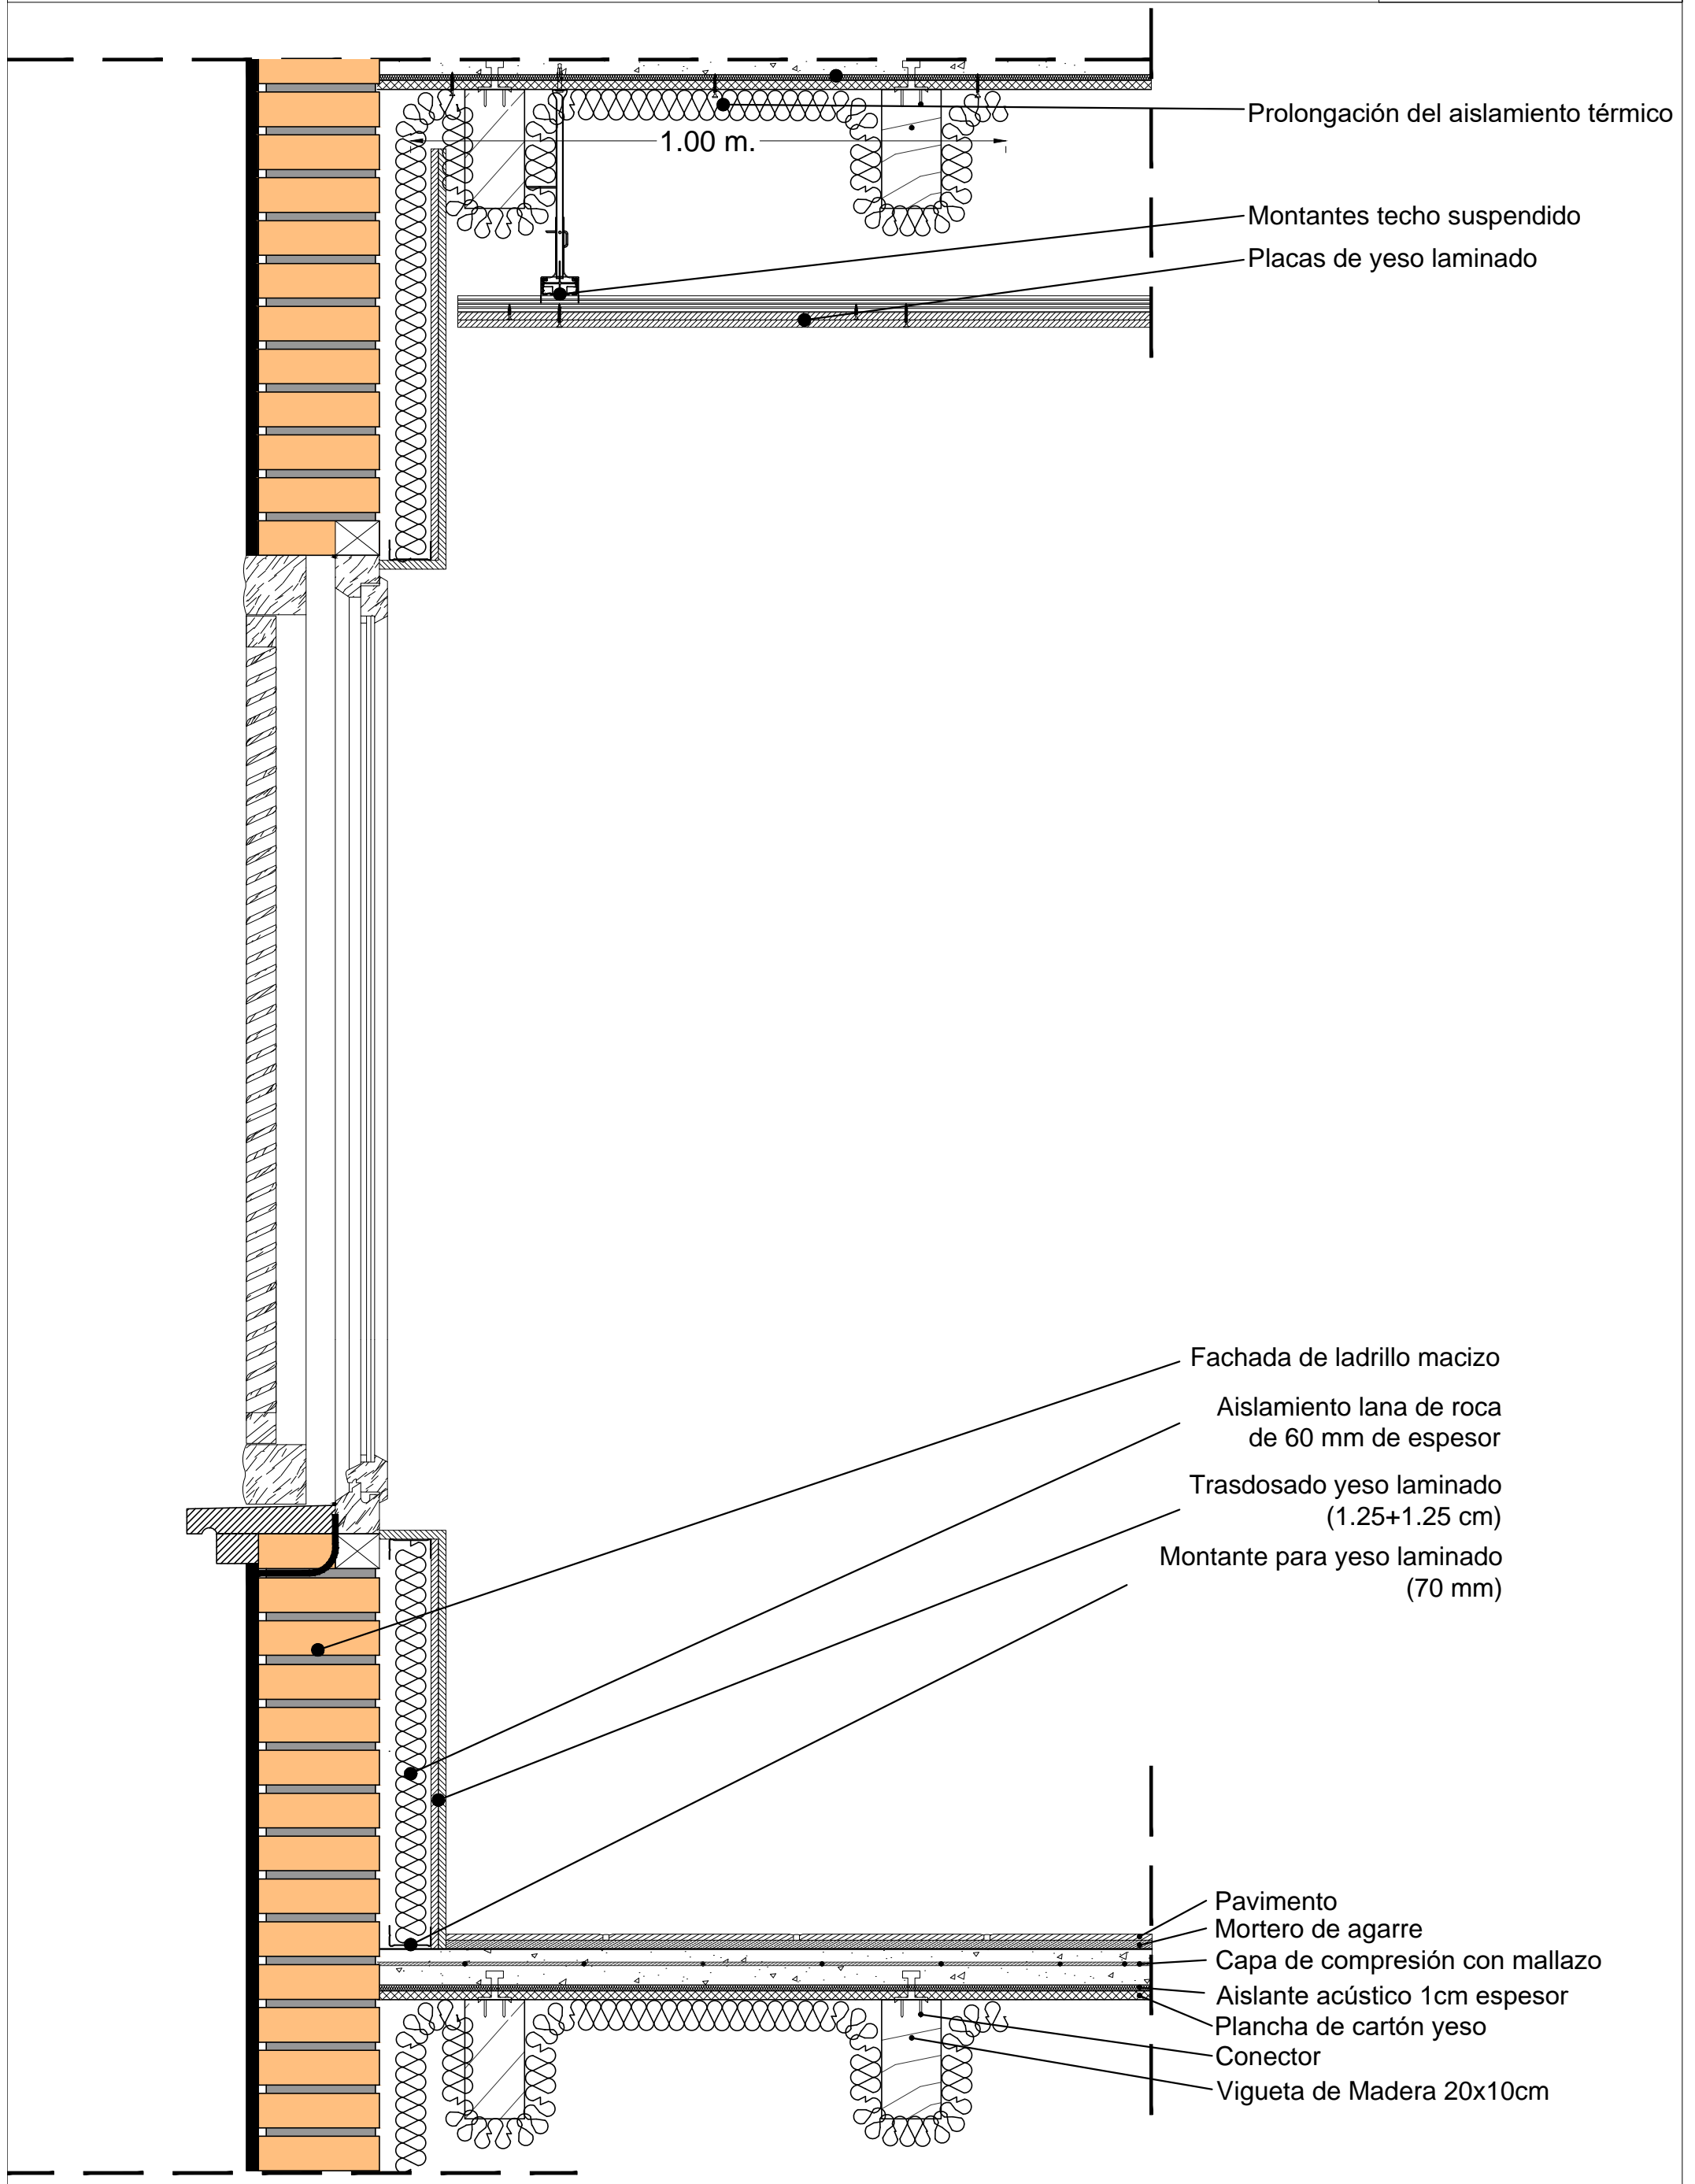 Prolongación del aislamiento térmico
1.00 m.
Montantes techo suspendido
Placas de yeso laminado
Fachada de ladrillo macizo
Aislamiento lana de roca
de 60 mm de espesor
Trasdosado yeso laminado
(1.25+1.25 cm)
Montante para yeso laminado
(70 mm)
Pavimento
Mortero de agarre
Capa de compresión con mallazo
Aislante acústico 1cm espesor
Plancha de cartón yeso
Conector
Vigueta de Madera 20x10cm